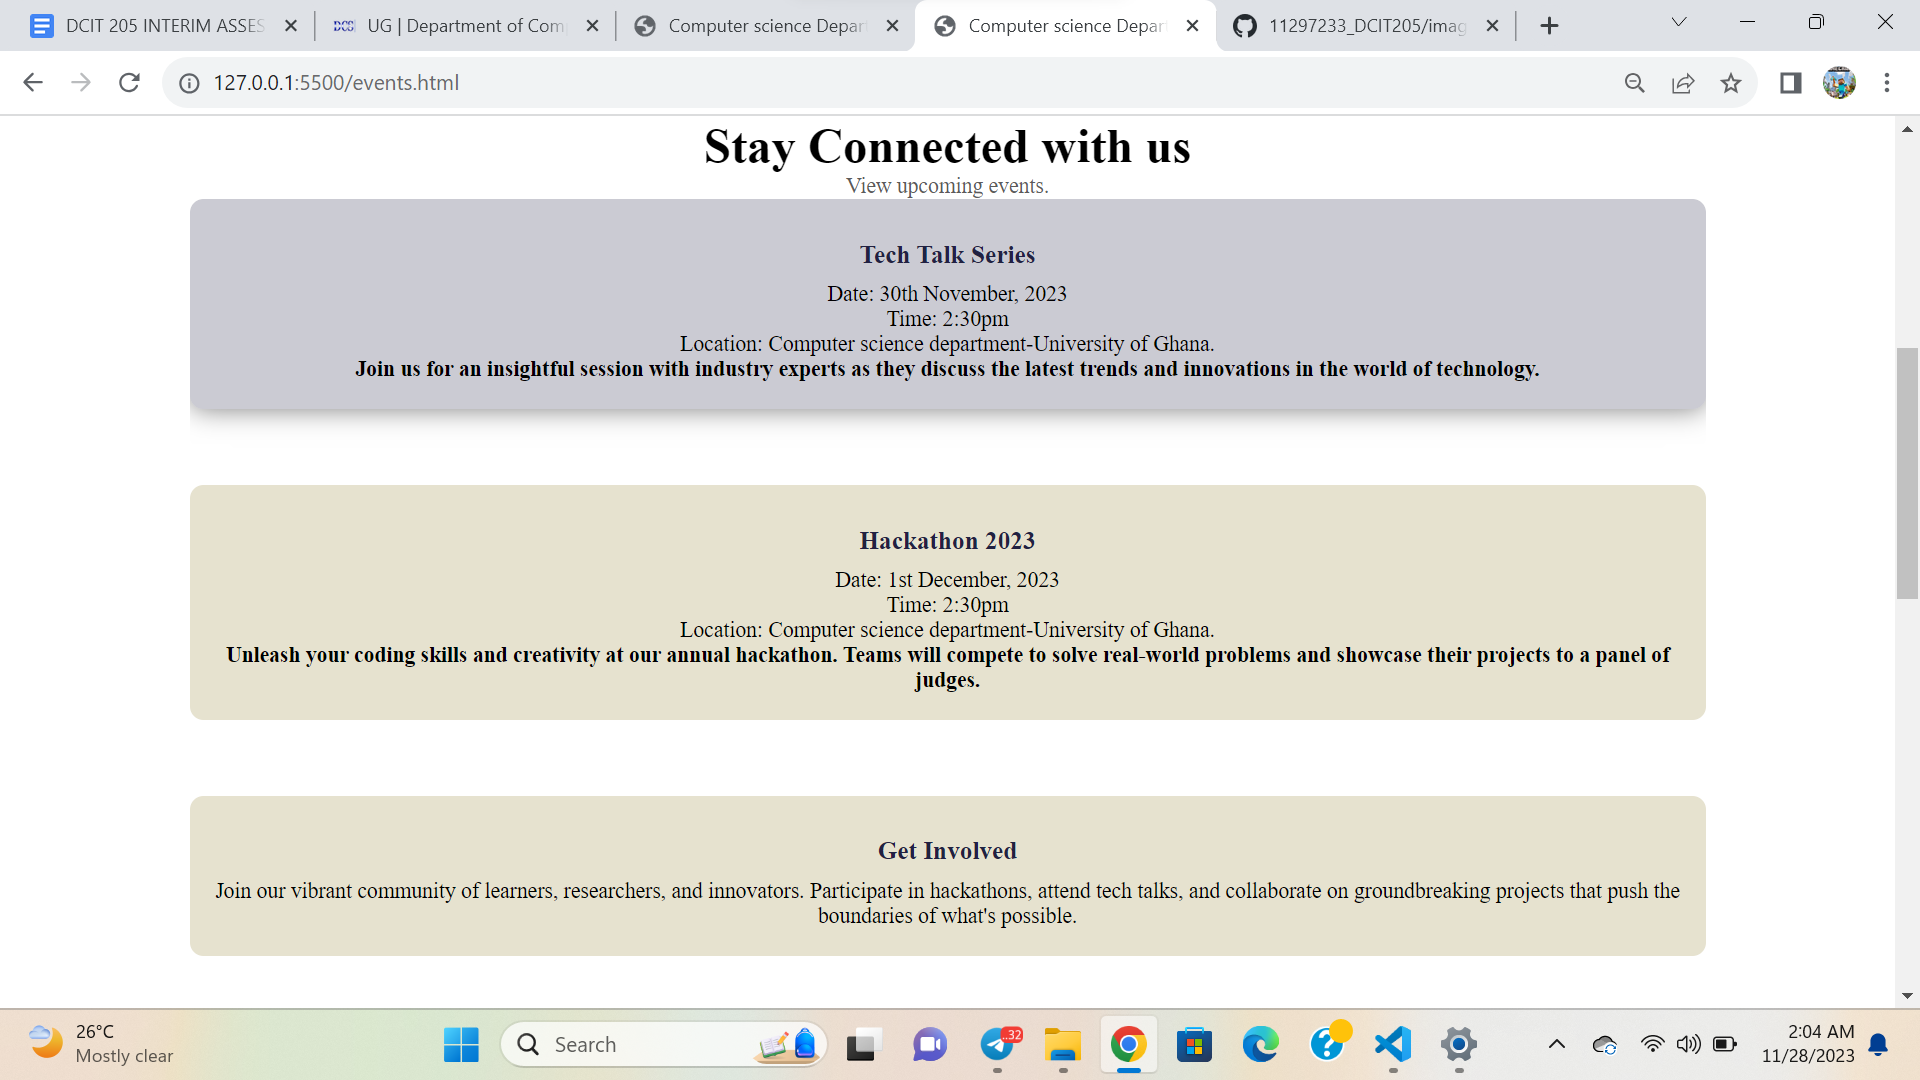 DCIT 205 INTERIM ASSES
UG | Department of Com
Computer science Depar
Computer science Depar
11297233_DCIT205/imag
127.0.0.1:5500/events.html
Stay Connected with us
View upcoming events.
Tech Talk Series
Date: 30th November, 2023
Time: 2:30pm
Location: Computer science department-University of Ghana.
Join us for an insightful session with industry experts as they discuss the latest trends and innovations in the world of technology.
Hackathon 2023
Date: 1st December, 2023
Time: 2:30pm
Location: Computer science department-University of Ghana.
Unleash your coding skills and creativity at our annual hackathon. Teams will compete to solve real-world problems and showcase their projects to a panel of
judges.
Get Involved
Join our vibrant community of learners, researchers, and innovators. Participate in hackathons, attend tech talks, and collaborate on groundbreaking projects that push the
boundaries of what's possible.
26°C
Mostly clear
Search
..32
2:04 AM
11/28/2023